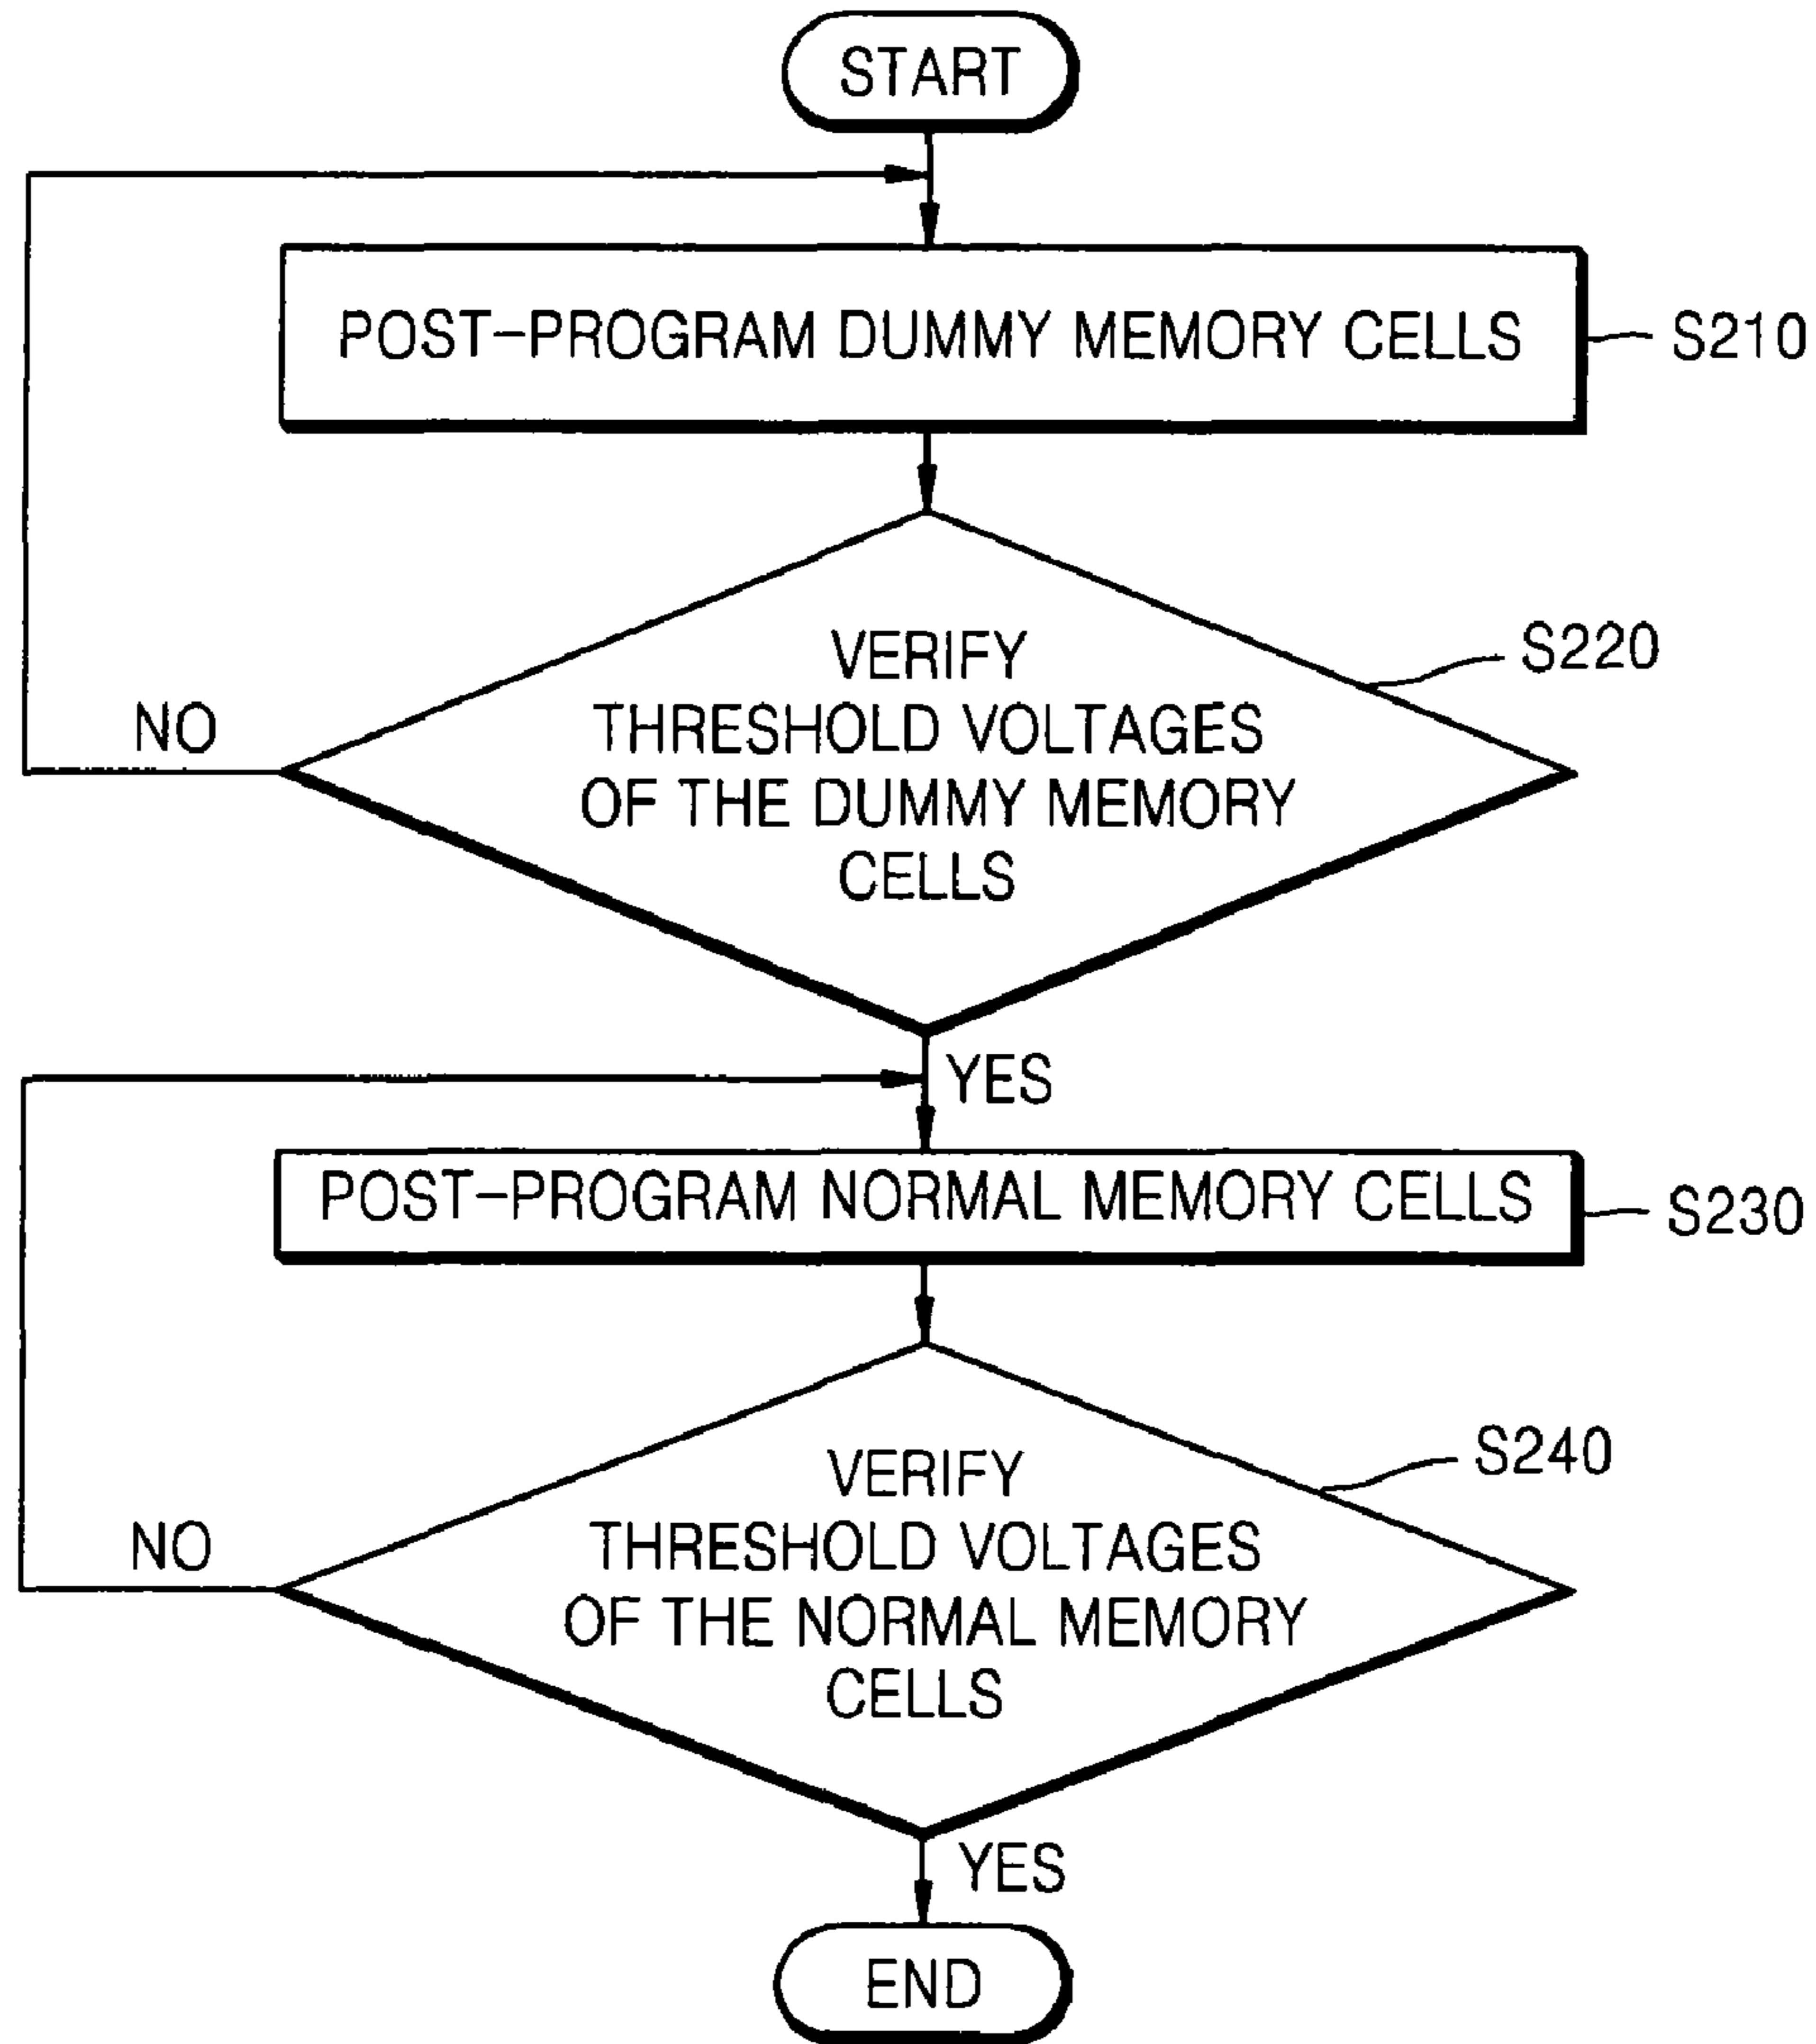 START
POST-PROGRAM DUMMY MEMORY CELLS
S210
VERIFY
THRESHOLD VOLTAGES
OF THE DUMMY MEMORY
CELLS
S220
NO
YES
POST-PROGRAM NORMAL MEMORY CELLS
S230
VERIFY
THRESHOLD VOLTAGES
OF THE NORMAL MEMORY
CELLS
S240
NO
YES
END